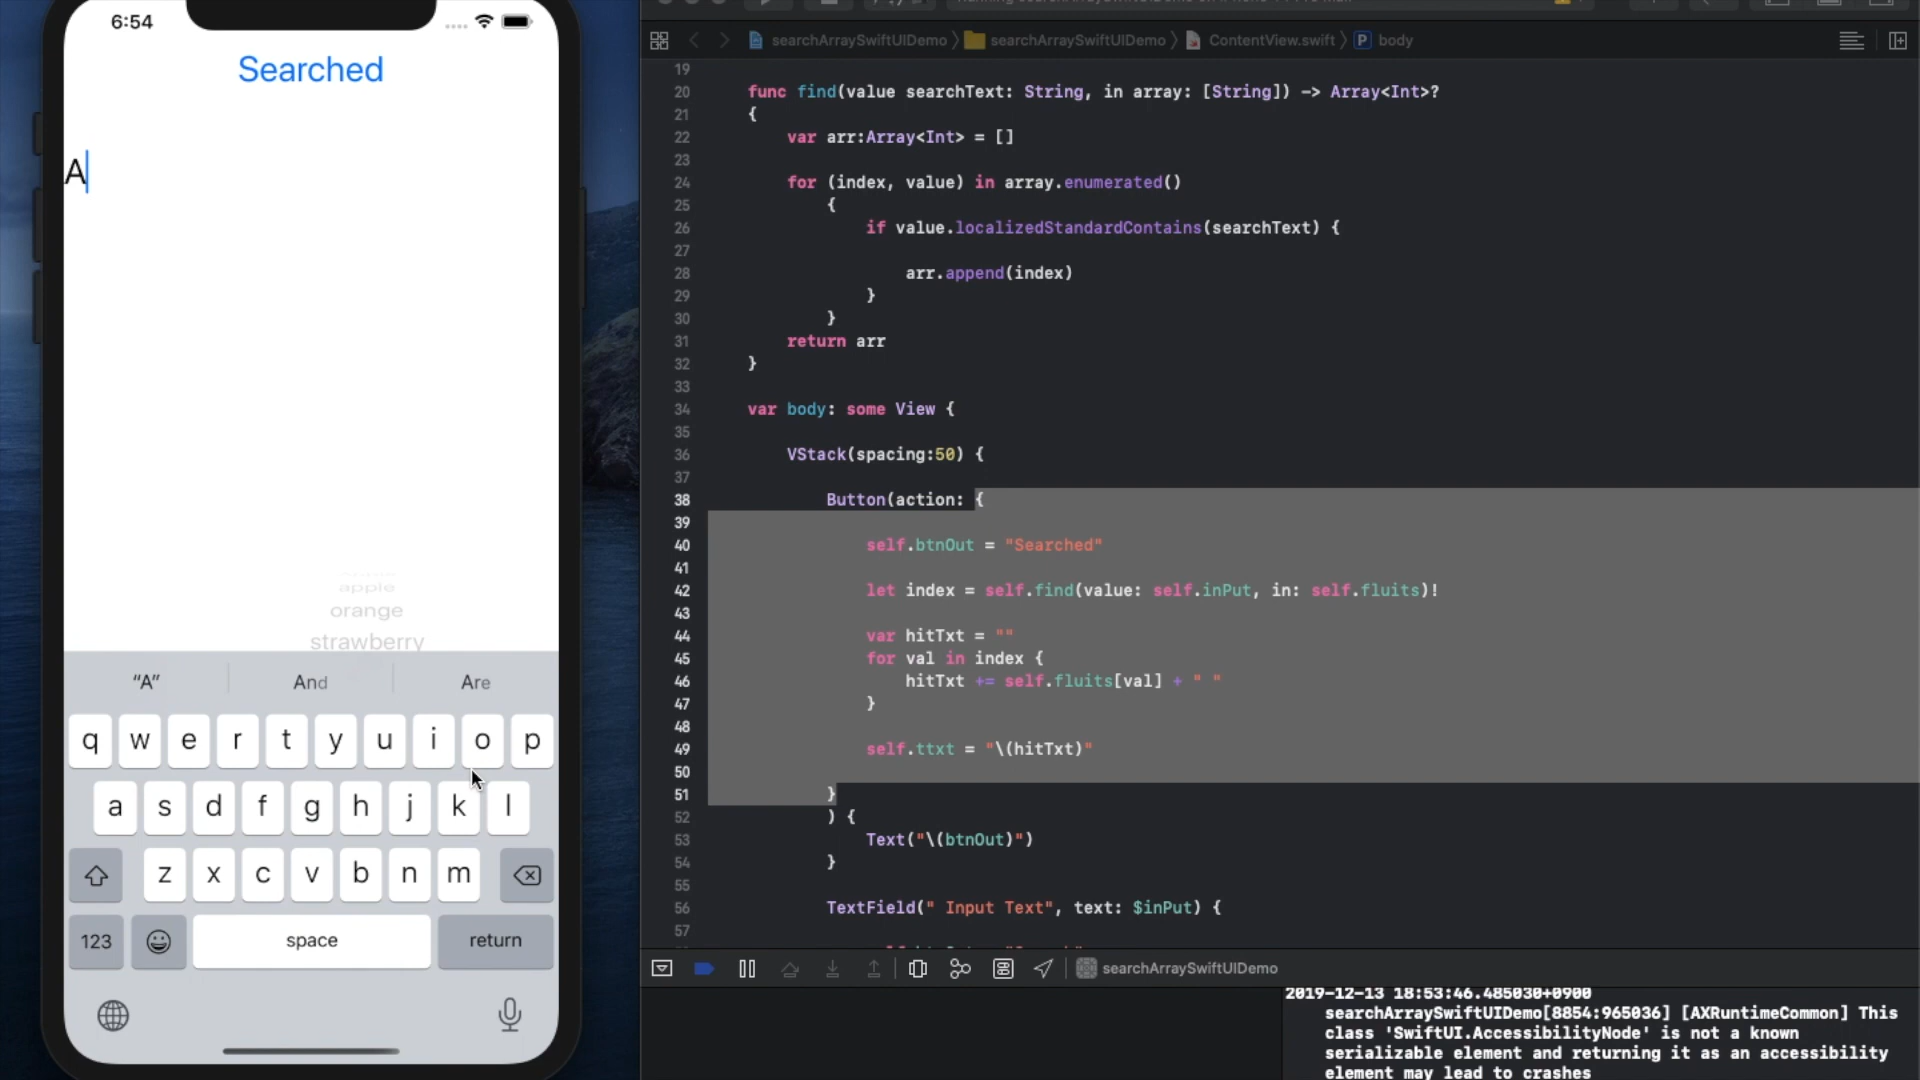 6:54
Searched
A
apple
orange
strawberry
“A”
And
Are
q w e r t y u i o p
a s d f g h j k l
z x c v b n m
123
space
return
searchArraySwiftUIDemo
searchArraySwiftUIDemo
ContentView.swift
P
body
19
20 func find(value searchText: String, in array: [String]) -> Array<Int>?
21 {
22 var arr:Array<Int> = []
23
24 for (index, value) in array.enumerated()
25 {
26 if value.localizedStandardContains(searchText) {
27
28 arr.append(index)
29 }
30 }
31 return arr
32 }
33
34 var body: some View {
35
36 VStack(spacing:50) {
37
38 Button(action: {
39
40 self.btnOut = "Searched"
41
42 let index = self.find(value: self.inPut, in: self.fluits)!
43
44 var hitTxt = ""
45 for val in index {
46 hitTxt += self.fluits[val] + " "
47 }
48
49 self.ttxt = "\(hitTxt)"
50
51 }
52 ) {
53 Text("\(btnOut)")
54 }
55
56 TextField(" Input Text", text: $inPut) {
57
searchArraySwiftUIDemo
2019-12-13 18:53:46.485030+0900
searchArraySwiftUIDemo[8854:965036] [AXRuntimeCommon] This
class 'SwiftUI.AccessibilityNode' is not a known
serializable element and returning it as an accessibility
element may lead to crashes